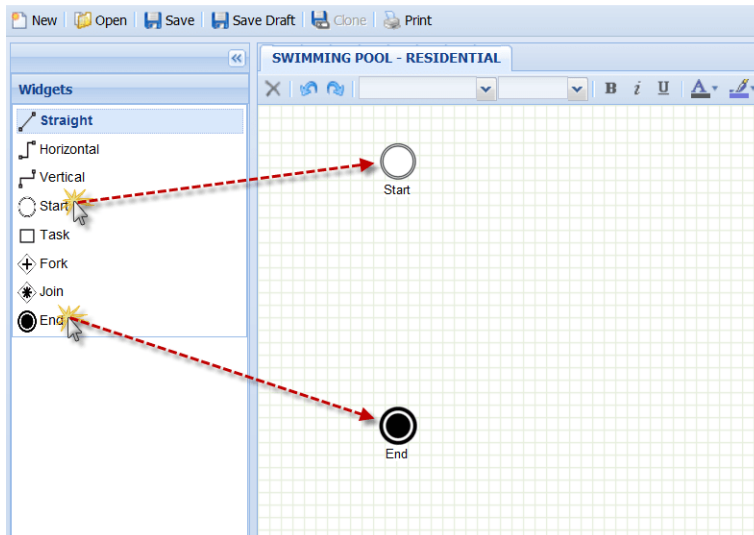 New Open Save Save Draft Clone Print
SWIMMING POOL - RESIDENTIAL
Widgets
B i U A
Straight
Horizontal
Vertical
Start
Task
Fork
Join
End
Start
End